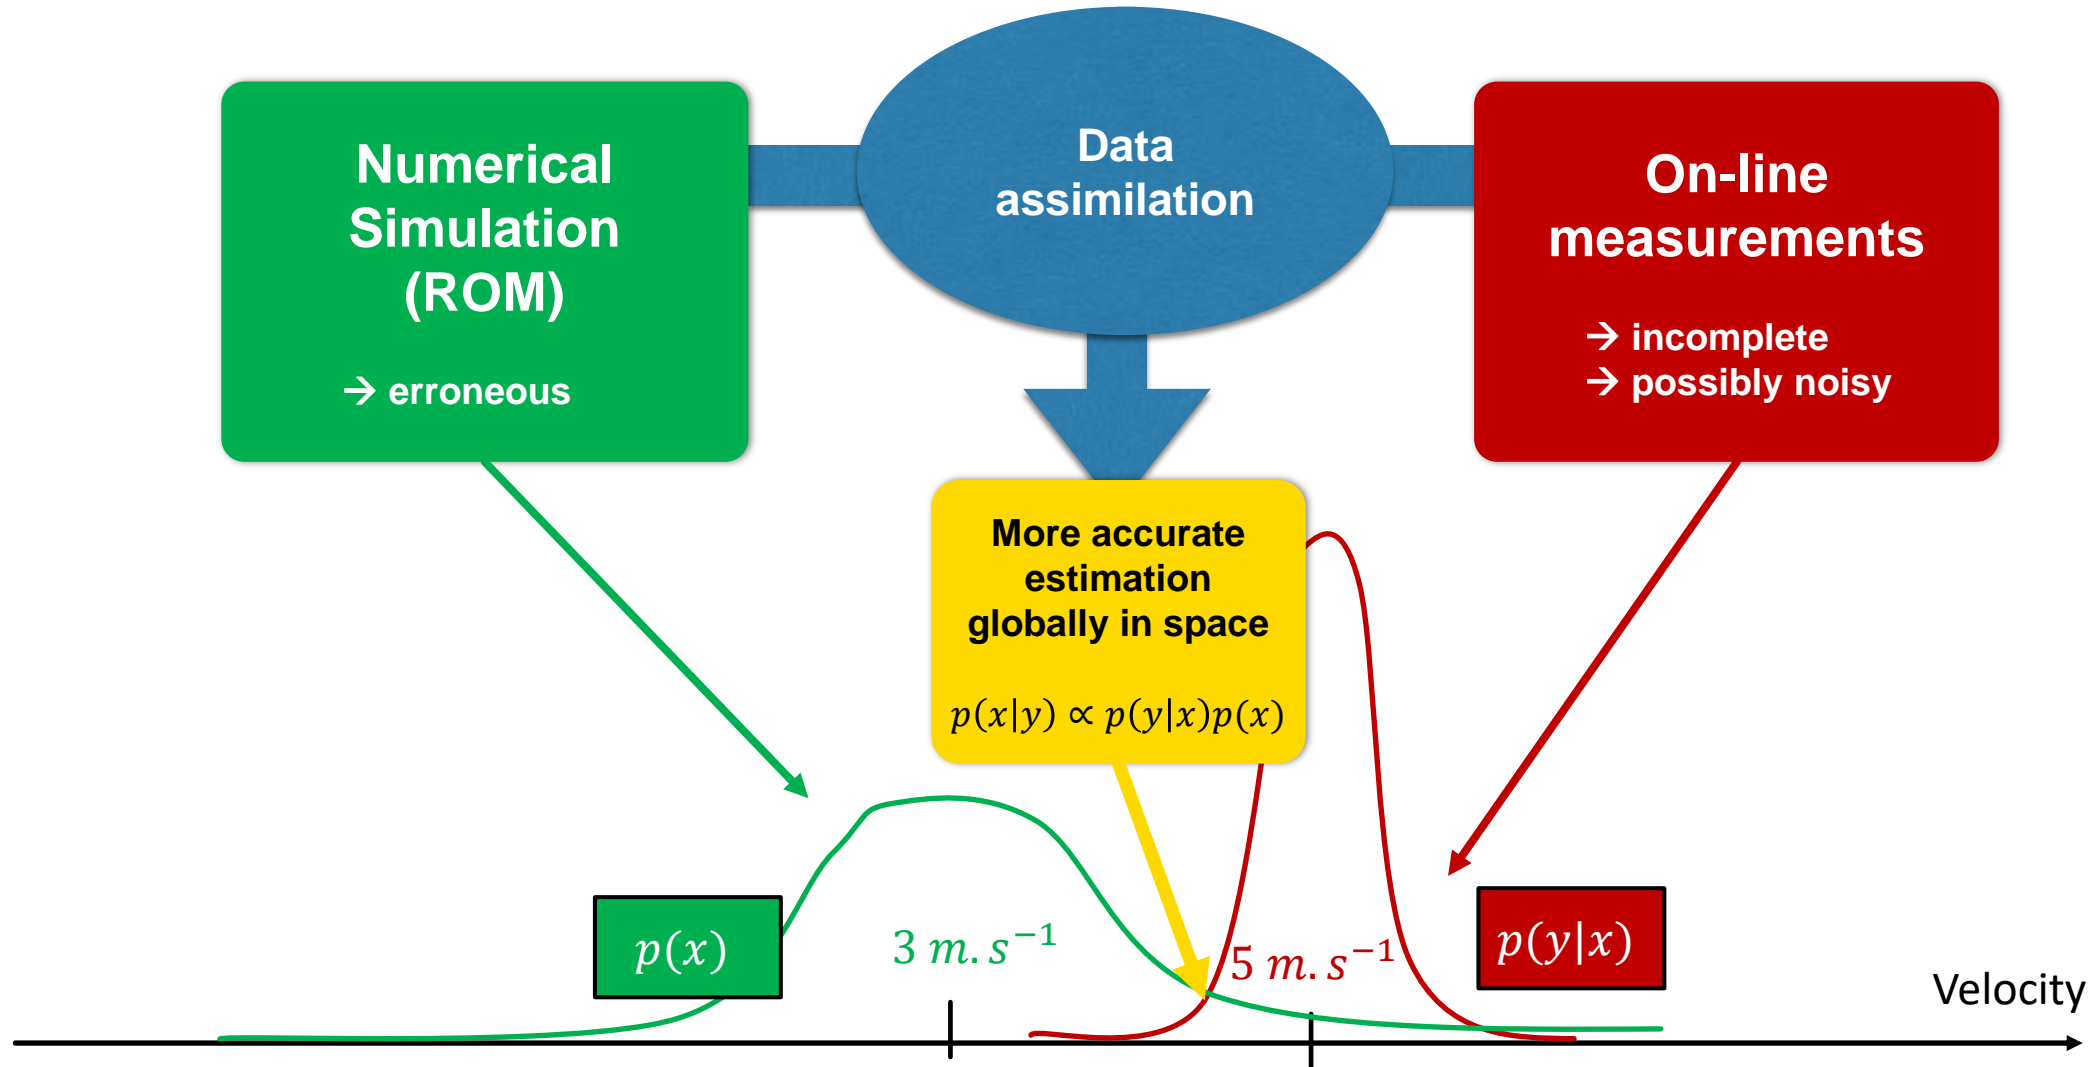 Numerical
Simulation
(ROM)
→ erroneous
Data
assimilation
On-line
measurements
→ incomplete
→ possibly noisy
More accurate
estimation
globally in space
p(x|y) ∝ p(y|x)p(x)
p(x)
3 m.s⁻¹
5 m.s⁻¹
p(y|x)
Velocity